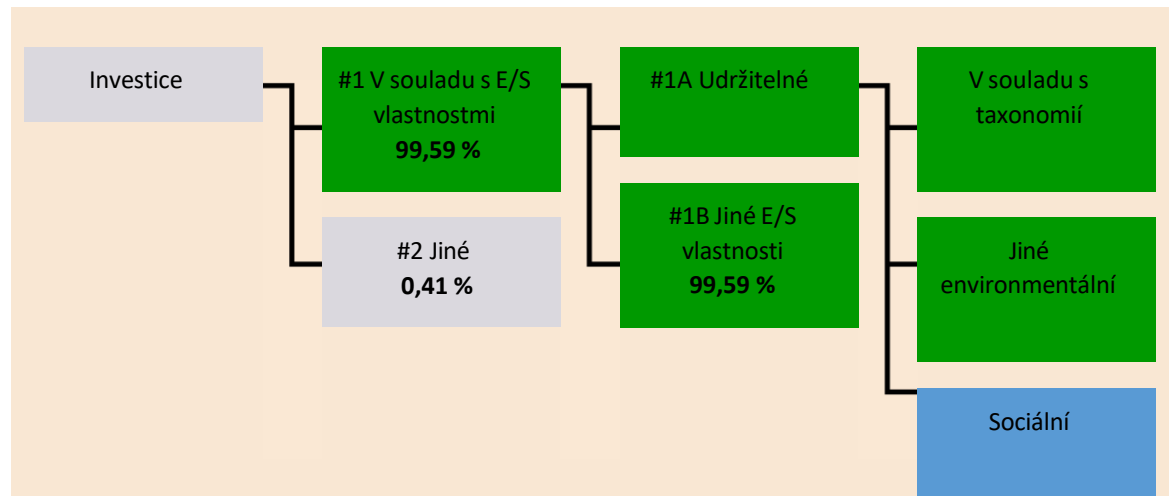 Investice
#1 V souladu s E/S
vlastnostmi
99,59 %
#2 Jiné
0,41 %
#1A Udržitelné
#1B Jiné E/S
vlastnosti
99,59 %
V souladu s
taxonomií
Jiné
environmentální
Sociální